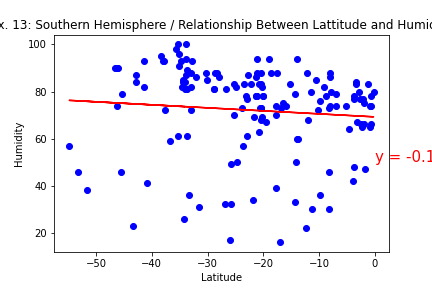 x. 13: Southern Hemisphere / Relationship Between Lattitude and Humid
100
80
60
40
20
Humidity
y = -0.1
−50
−40
−30
−20
−10
0
Latitude